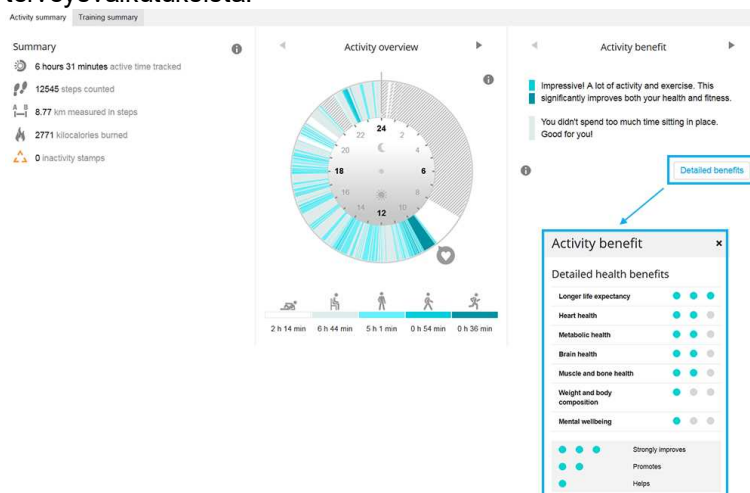 terveysvaikutuksista.
Activity summary Training summary
Summary
6 hours 31 minutes active time tracked
12545 steps counted
A B 8.77 km measured in steps
2771 kilocalories burned
0 inactivity stamps
Activity overview
24
2
6
8
10
12
14
16
18
20
22
2 h 14 min 6 h 44 min 5 h 1 min 0 h 54 min 0 h 36 min
Activity benefit
Impressive! A lot of activity and exercise. This
significantly improves both your health and fitness.
You didn't spend too much time sitting in place.
Good for you!
Detailed benefits
Activity benefit ×
Detailed health benefits
Longer life expectancy
Heart health
Metabolic health
Brain health
Muscle and bone health
Weight and body
composition
Mental wellbeing
Strongly improves
Promotes
Helps